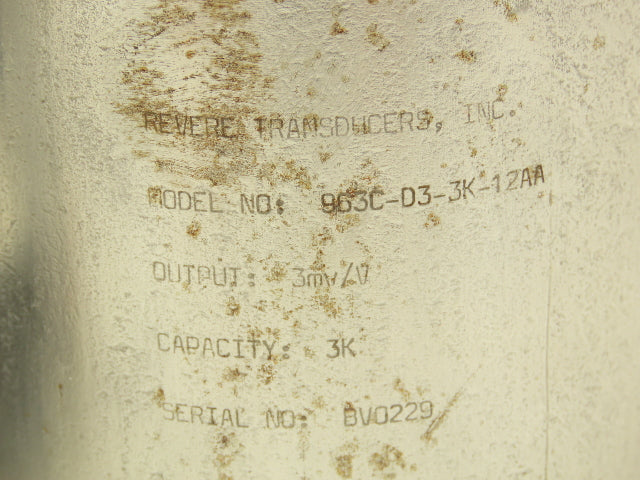 REVERE TRANSDUCERS, INC.
MODEL NO: 963C-D3-3K-12AA
OUTPUT: 3mv/V
CAPACITY: 3K
SERIAL NO: BV0229